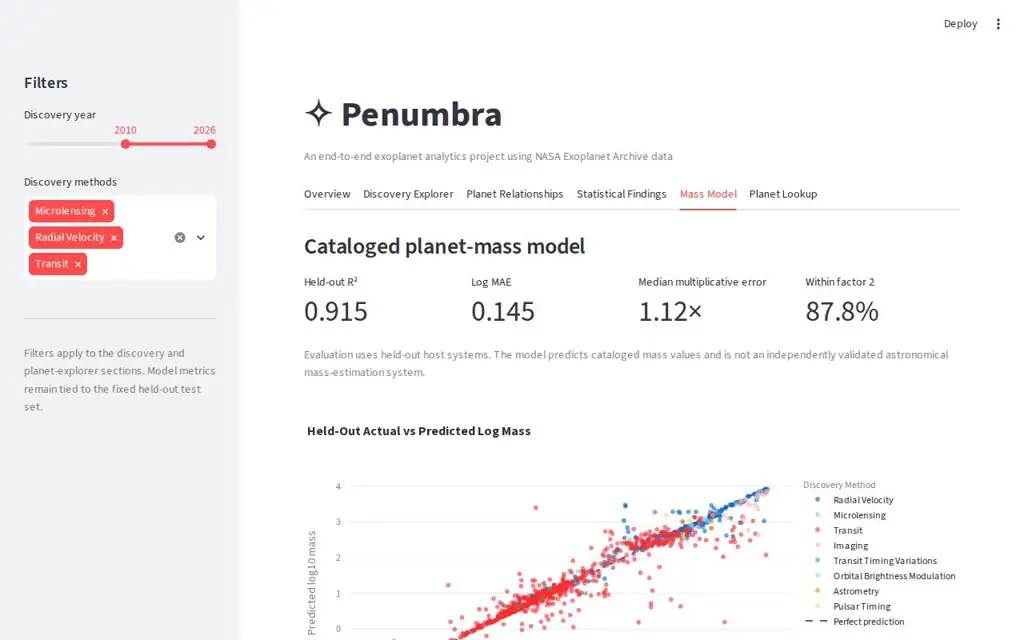 Deploy
Filters
Discovery year
2010 2026
Discovery methods
Microlensing ×
Radial Velocity ×
Transit ×
Filters apply to the discovery and
planet-explorer sections. Model metrics
remain tied to the fixed held-out test
set.
✧ Penumbra
An end-to-end exoplanet analytics project using NASA Exoplanet Archive data
Overview Discovery Explorer Planet Relationships Statistical Findings Mass Model Planet Lookup
Cataloged planet-mass model
Held-out R² Log MAE Median multiplicative error Within factor 2
0.915 0.145 1.12× 87.8%
Evaluation uses held-out host systems. The model predicts cataloged mass values and is not an independently validated astronomical
mass-estimation system.
Held-Out Actual vs Predicted Log Mass
Predicted log10 mass
4
3
2
1
0
Discovery Method
Radial Velocity
Microlensing
Transit
Imaging
Transit Timing Variations
Orbital Brightness Modulation
Astrometry
Pulsar Timing
Perfect prediction